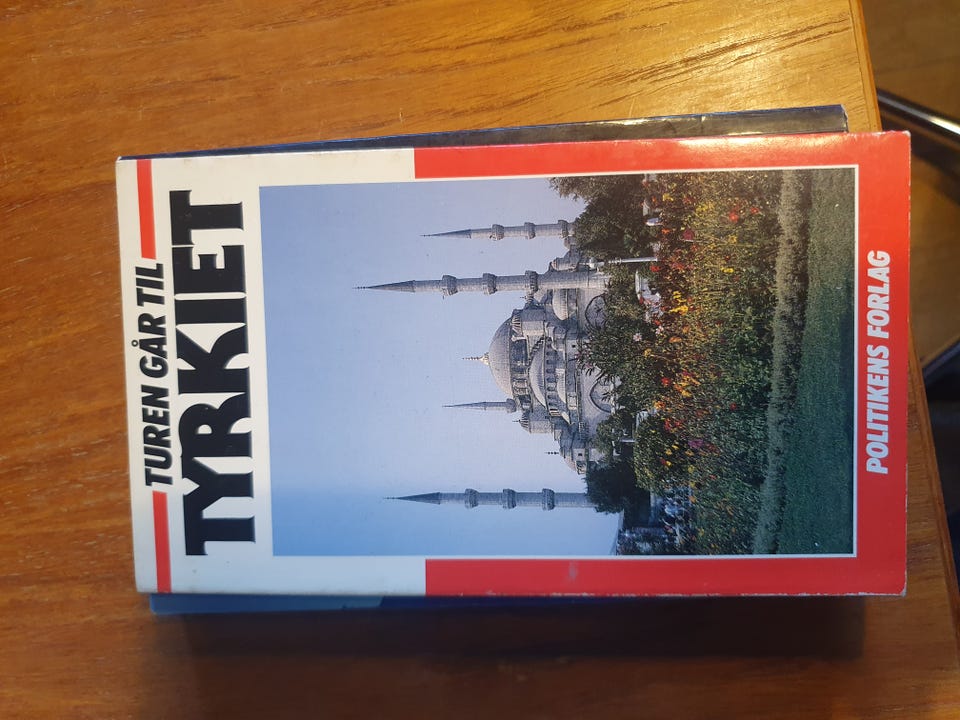 TUREN GÅR TIL
TYRKIET
POLITIKENS FORLAG